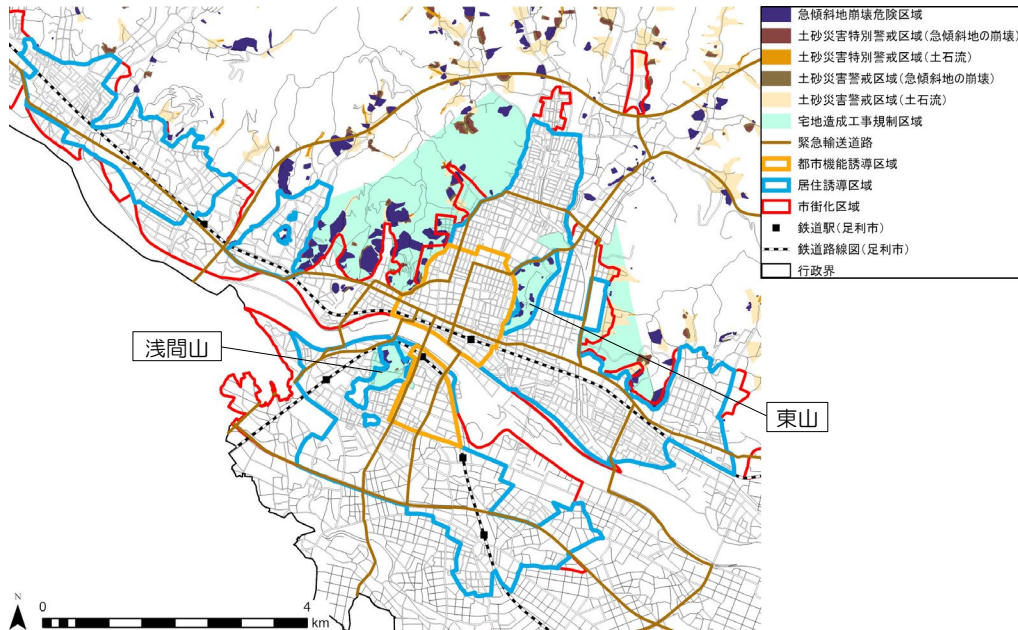 急傾斜地崩壊危険区域
土砂災害特別警戒区域(急傾斜地の崩壊)
土砂災害特別警戒区域(土石流)
土砂災害警戒区域(急傾斜地の崩壊)
土砂災害警戒区域(土石流)
宅地造成工事規制区域
緊急輸送道路
都市機能誘導区域
居住誘導区域
市街化区域
鉄道駅(足利市)
鉄道路線図(足利市)
行政界
浅間山
東山
N
0 4
km